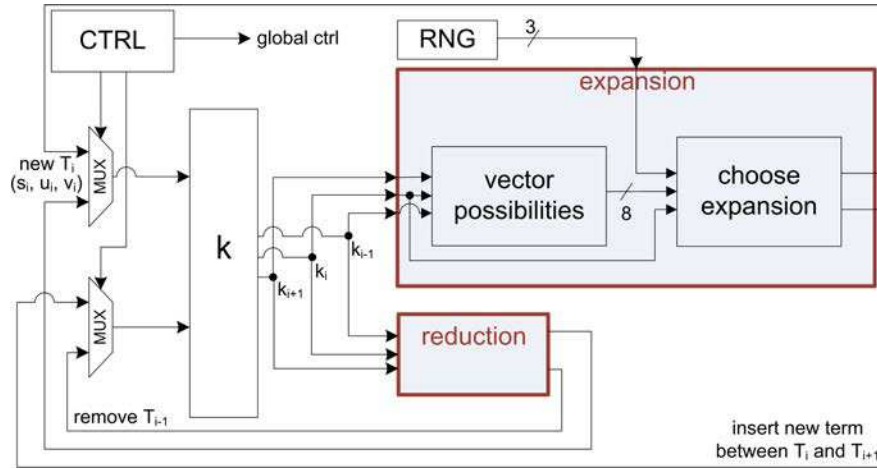 CTRL
global ctrl
RNG
3
expansion
new Tᵢ
(sᵢ, uᵢ, vᵢ)
MUX
vector
possibilities
8
choose
expansion
k
kᵢ₋₁
kᵢ
kᵢ₊₁
MUX
reduction
remove Tᵢ₋₁
insert new term
between Tᵢ and Tᵢ₊₁